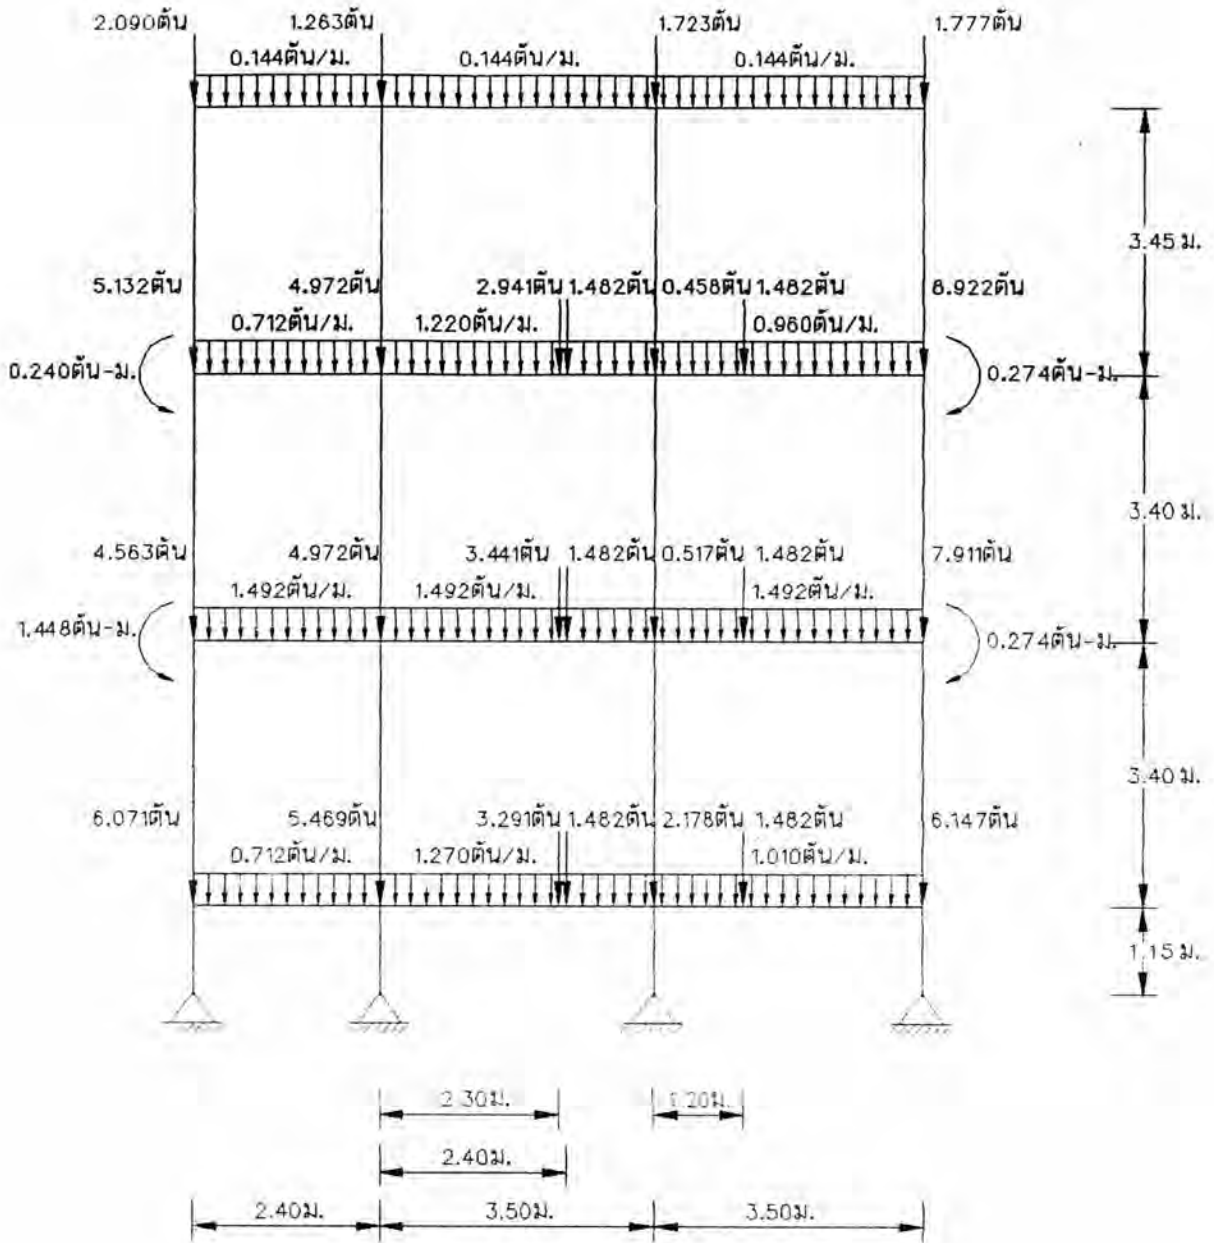 2.090ตัน 1.263ตัน 1.723ตัน 1.777ตัน
0.144ตัน/ม. 0.144ตัน/ม. 0.144ตัน/ม.
3.45 ม.
5.132ตัน 4.972ตัน 2.941ตัน 1.482ตัน 0.458ตัน 1.482ตัน 8.922ตัน
0.712ตัน/ม. 1.220ตัน/ม. 0.960ตัน/ม.
0.240ตัน-ม. 0.274ตัน-ม.
3.40 ม.
4.563ตัน 4.972ตัน 3.441ตัน 1.482ตัน 0.517ตัน 1.482ตัน 7.911ตัน
1.492ตัน/ม. 1.492ตัน/ม. 1.492ตัน/ม.
1.448ตัน-ม. 0.274ตัน-ม.
3.40 ม.
6.071ตัน 5.469ตัน 3.291ตัน 1.482ตัน 2.178ตัน 1.482ตัน 6.147ตัน
0.712ตัน/ม. 1.270ตัน/ม. 1.010ตัน/ม.
1.15 ม.
2.30ม. 1.20ม.
2.40ม.
2.40ม. 3.50ม. 3.50ม.